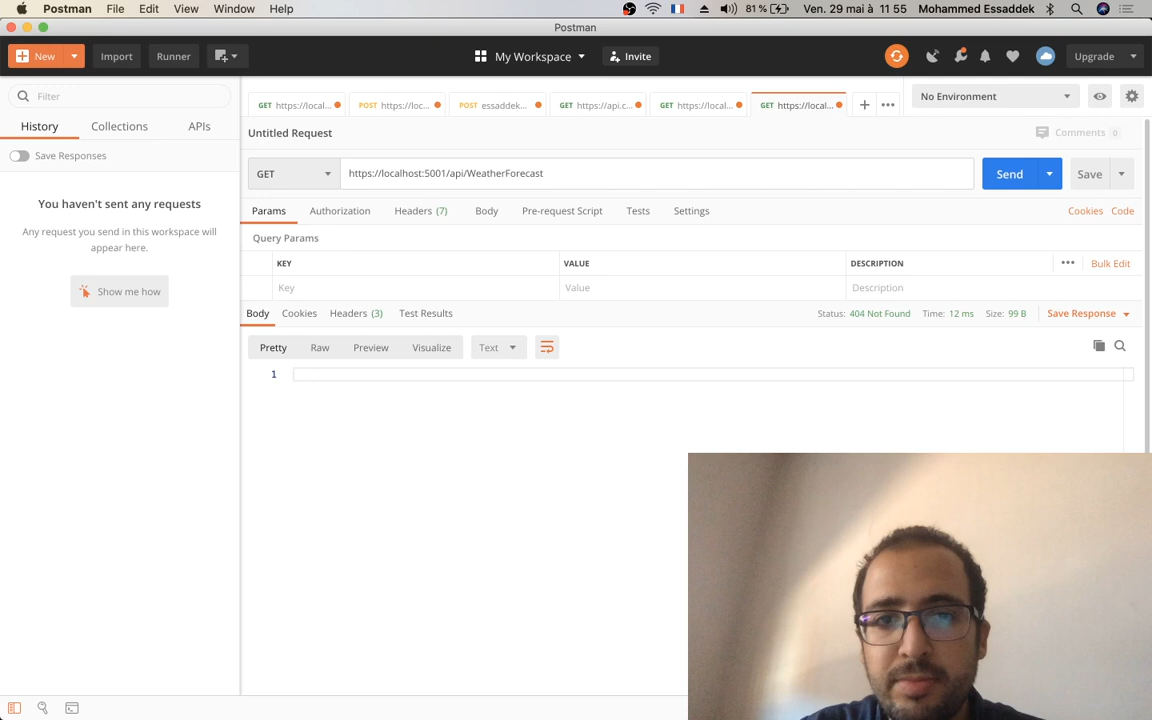 Postman File Edit View Window Help 81 % Ven. 29 mai à 11 55 Mohammed Essaddek
Postman
New Import Runner My Workspace Invite Upgrade
Filter
GET https://local... POST https://loc... POST essaddek... GET https://api.c... GET https://local... GET https://local... No Environment
History Collections APIs
Untitled Request Comments 0
Save Responses
GET https://localhost:5001/api/WeatherForecast Send Save
You haven't sent any requests
Any request you send in this workspace will
appear here.
Show me how
Params Authorization Headers (7) Body Pre-request Script Tests Settings Cookies Code
Query Params
KEY VALUE DESCRIPTION Bulk Edit
Key Value Description
Body Cookies Headers (3) Test Results Status: 404 Not Found Time: 12 ms Size: 99 B Save Response
Pretty Raw Preview Visualize Text
1